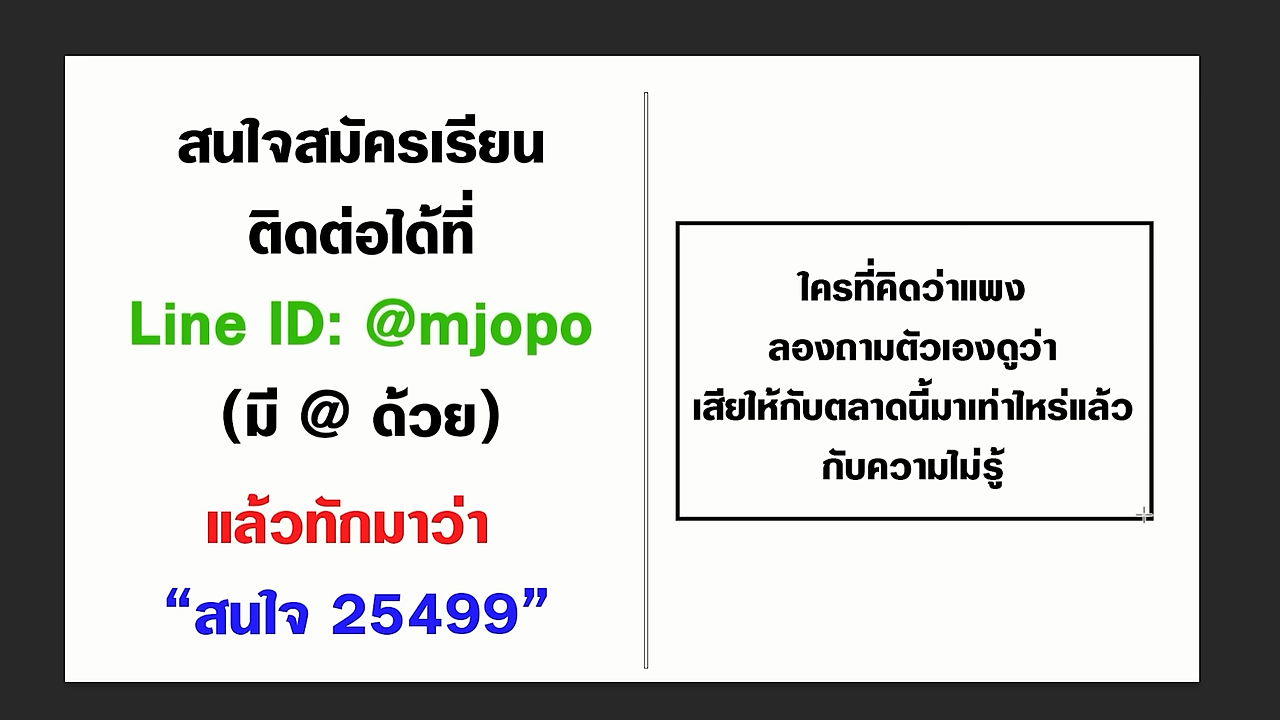 สนใจสมัครเรียน
ติดต่อได้ที่
Line ID: @mjopo
(มี @ ด้วย)
แล้วทักมาว่า
“สนใจ 25499”
ใครที่คิดว่าแพง
ลองถามตัวเองดูว่า
เสียให้กับตลาดนี้มาเท่าไหร่แล้ว
กับความไม่รู้